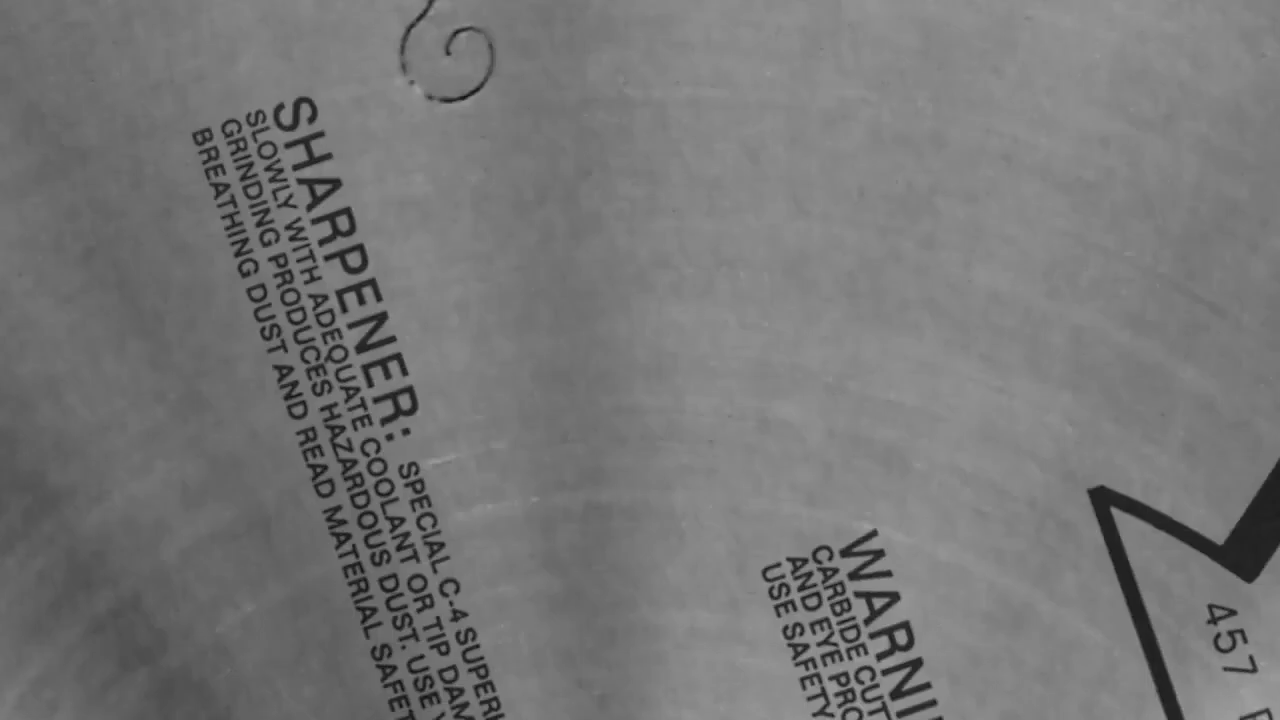 SHARPENER: SPECIAL C-4 SUPERI
SLOWLY WITH ADEQUATE COOLANT OR TIP DAM
GRINDING PRODUCES HAZARDOUS DUST. USE
BREATHING DUST AND READ MATERIAL SAFET
WARNI
CARBIDE CUT
AND EYE PRO
USE SAFETY
457